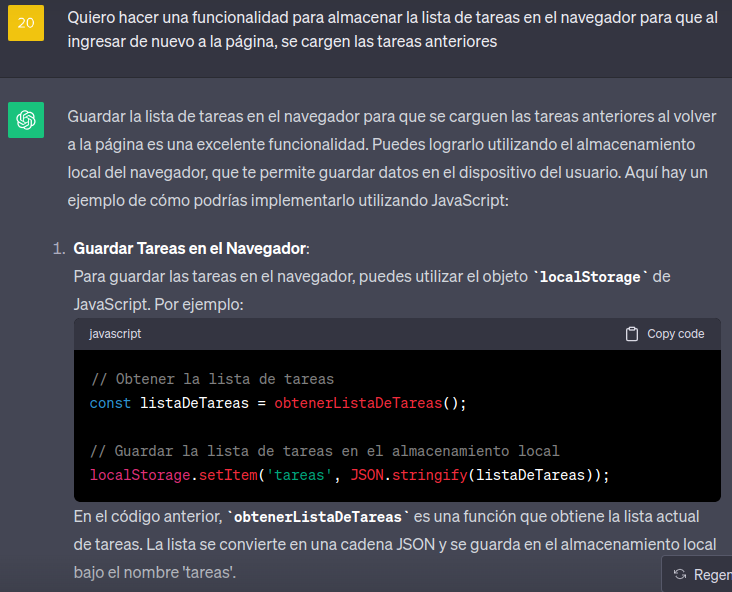 20
Quiero hacer una funcionalidad para almacenar la lista de tareas en el navegador para que al
ingresar de nuevo a la página, se cargen las tareas anteriores
Guardar la lista de tareas en el navegador para que se carguen las tareas anteriores al volver
a la página es una excelente funcionalidad. Puedes lograrlo utilizando el almacenamiento
local del navegador, que te permite guardar datos en el dispositivo del usuario. Aquí hay un
ejemplo de cómo podrías implementarlo utilizando JavaScript:
1. Guardar Tareas en el Navegador:
Para guardar las tareas en el navegador, puedes utilizar el objeto `localStorage` de
JavaScript. Por ejemplo:
javascript Copy code
// Obtener la lista de tareas
const listaDeTareas = obtenerListaDeTareas();
// Guardar la lista de tareas en el almacenamiento local
localStorage.setItem('tareas', JSON.stringify(listaDeTareas));
En el código anterior, `obtenerListaDeTareas` es una función que obtiene la lista actual
de tareas. La lista se convierte en una cadena JSON y se guarda en el almacenamiento local
bajo el nombre 'tareas'.
Regen